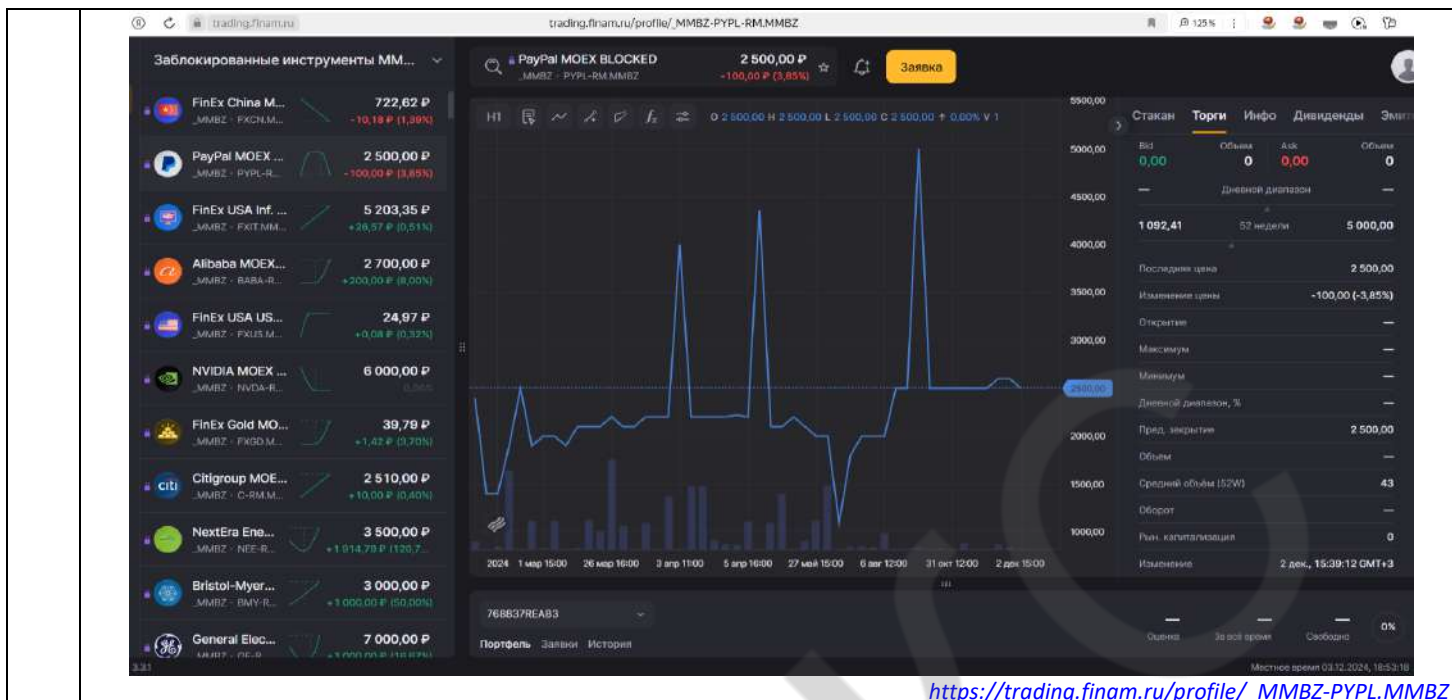 trading.finam.ru
trading.finam.ru/profile/_MMBZ-PYPL-RM.MMBZ
125 %
Заблокированные инструменты ММ...
PayPal MOEX BLOCKED
_MMBZ · PYPL-RM.MMBZ
2 500,00 ₽
-100,00 ₽ (3,85%)
Заявка
FinEx China M...
_MMBZ · FXCN.M...
722,62 ₽
-10,18 ₽ (1,39%)
PayPal MOEX ...
_MMBZ · PYPL-R...
2 500,00 ₽
-100,00 ₽ (3,85%)
FinEx USA Inf. ...
_MMBZ · FXIT.MM...
5 203,35 ₽
+26,57 ₽ (0,51%)
Alibaba MOEX...
_MMBZ · BABA-R...
2 700,00 ₽
+200,00 ₽ (8,00%)
FinEx USA US...
_MMBZ · FXUS.M...
24,97 ₽
+0,08 ₽ (0,32%)
NVIDIA MOEX ...
_MMBZ · NVDA-R...
6 000,00 ₽
0,00%
FinEx Gold MO...
_MMBZ · FXGD.M...
39,79 ₽
+1,42 ₽ (3,70%)
citi
Citigroup MOE...
_MMBZ · C-RM.M...
2 510,00 ₽
+10,00 ₽ (0,40%)
NextEra Ene...
_MMBZ · NEE-R...
3 500,00 ₽
+1 914,79 ₽ (120,7...
Bristol-Myer...
_MMBZ · BMY-R...
3 000,00 ₽
+1 000,00 ₽ (50,00%)
General Elec...
7 000,00 ₽
3.3.1
H1
O 2 500,00 H 2 500,00 L 2 500,00 C 2 500,00 ↑ 0,00% V 1
5500,00
5000,00
4500,00
4000,00
3500,00
3000,00
2500,00
2000,00
1500,00
1000,00
2024 1 мар 15:00 26 мар 16:00 3 апр 11:00 5 апр 16:00 27 май 15:00 6 авг 12:00 31 окт 12:00 2 дек 15:00
Портфель Заявки История
Стакан Торги Инфо Дивиденды Эмит
Bid Объем Ask Объем
0,00 0 0,00 0
— Дневной диапазон —
1 092,41 52 недели 5 000,00
Последняя цена 2 500,00
Изменение цены -100,00 (-3,85%)
Открытие —
Максимум —
Минимум —
Дневной диапазон, % —
Пред. закрытие 2 500,00
Объем —
Средний объём (52W) 43
Оборот —
Рын. капитализация 0
Изменение 2 дек., 15:39:12 GMT+3
— — — 0%
Оценка За всё время Свободно
Местное время 03.12.2024, 18:53:18
https://trading.finam.ru/profile/_MMBZ-PYPL.MMBZ